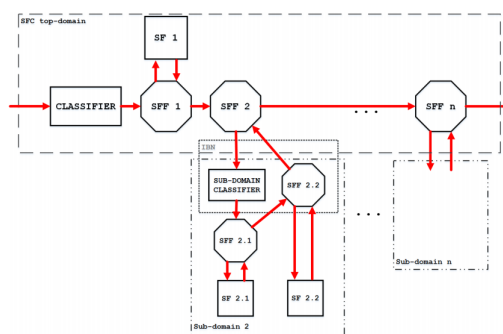 SFC top-domain
SF 1
CLASSIFIER
SFF 1
SFF 2
...
SFF n
IBN
SUB-DOMAIN
CLASSIFIER
SFF 2.2
SFF 2.1
...
SF 2.1
SF 2.2
Sub-domain n
Sub-domain 2